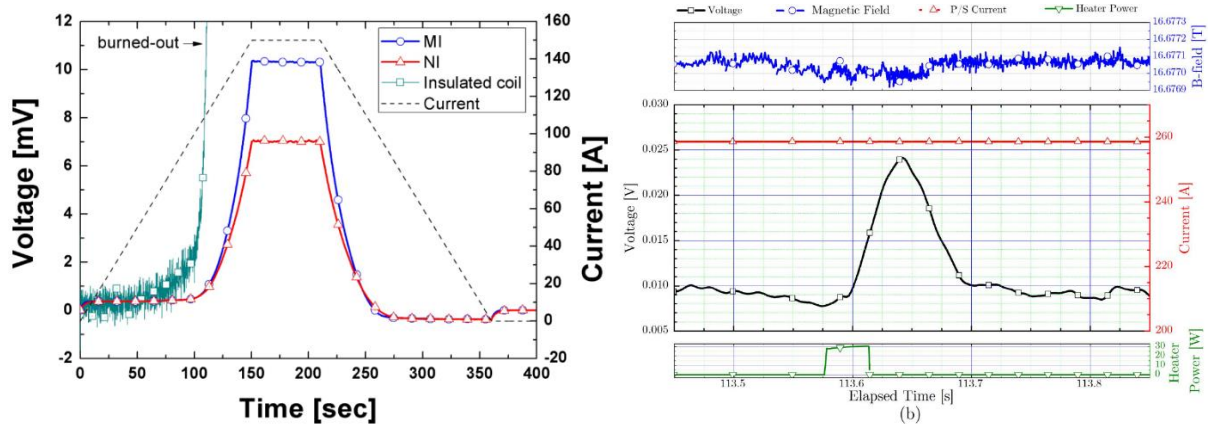 12
10
8
6
4
2
0
-2
Voltage [mV]
burned-out
MI
NI
Insulated coil
Current
160
140
120
100
80
60
40
20
0
-20
Current [A]
0 50 100 150 200 250 300 350 400
Time [sec]
Voltage Magnetic Field P/S Current Heater Power
16.6773
16.6772
16.6771
16.6770
16.6769
B-field [T]
0.030
0.025
0.020
0.015
0.010
0.005
Voltage [V]
260
250
240
230
220
210
200
Current [A]
30
20
10
0
Heater
Power [W]
113.5 113.6 113.7 113.8
Elapsed Time [s]
(b)